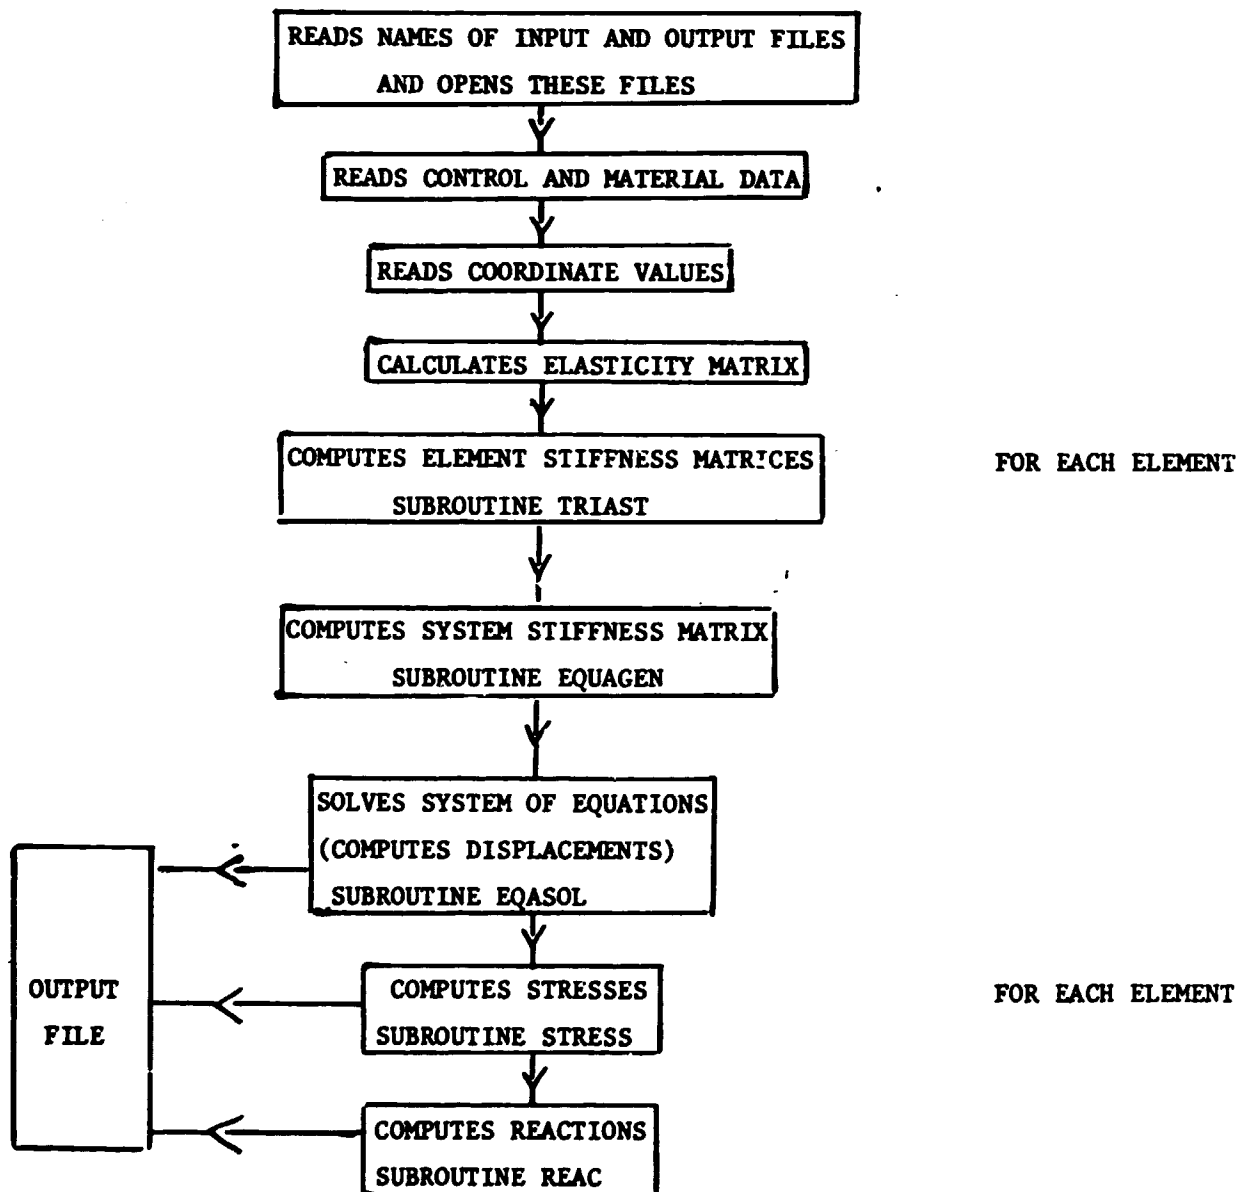 READS NAMES OF INPUT AND OUTPUT FILES
AND OPENS THESE FILES
READS CONTROL AND MATERIAL DATA
READS COORDINATE VALUES
CALCULATES ELASTICITY MATRIX
COMPUTES ELEMENT STIFFNESS MATRICES
SUBROUTINE TRIAST
FOR EACH ELEMENT
COMPUTES SYSTEM STIFFNESS MATRIX
SUBROUTINE EQUAGEN
SOLVES SYSTEM OF EQUATIONS
(COMPUTES DISPLACEMENTS)
SUBROUTINE EQASOL
OUTPUT
FILE
COMPUTES STRESSES
SUBROUTINE STRESS
FOR EACH ELEMENT
COMPUTES REACTIONS
SUBROUTINE REAC